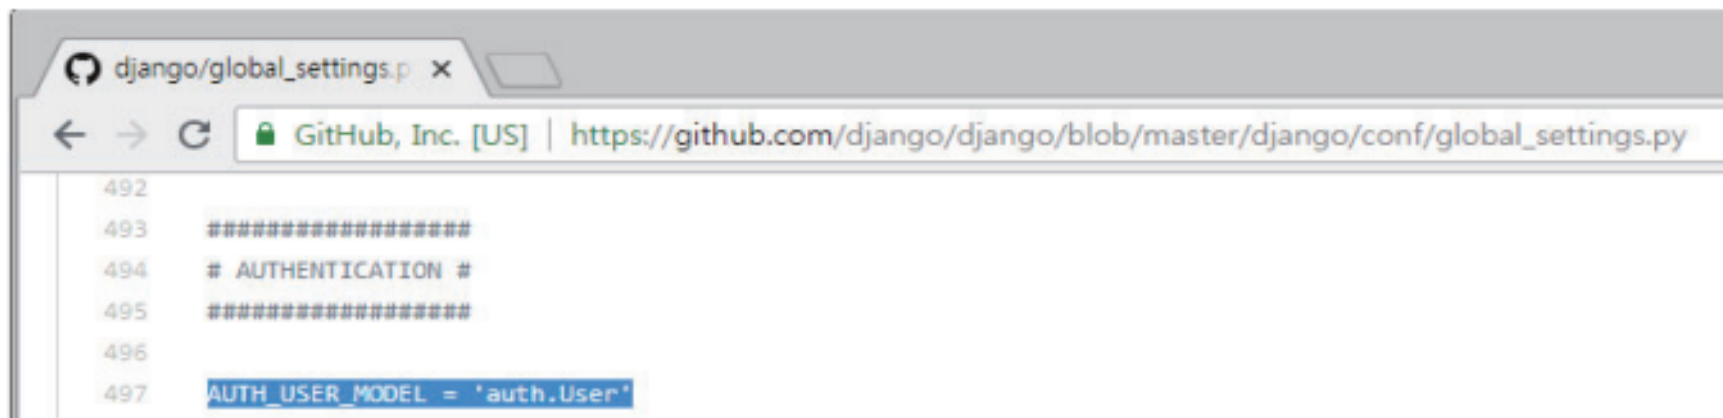 django/global_settings.p
GitHub, Inc. [US] | https://github.com/django/django/blob/master/django/conf/global_settings.py
492
493 ##################
494 # AUTHENTICATION #
495 ##################
496
497 AUTH_USER_MODEL = 'auth.User'